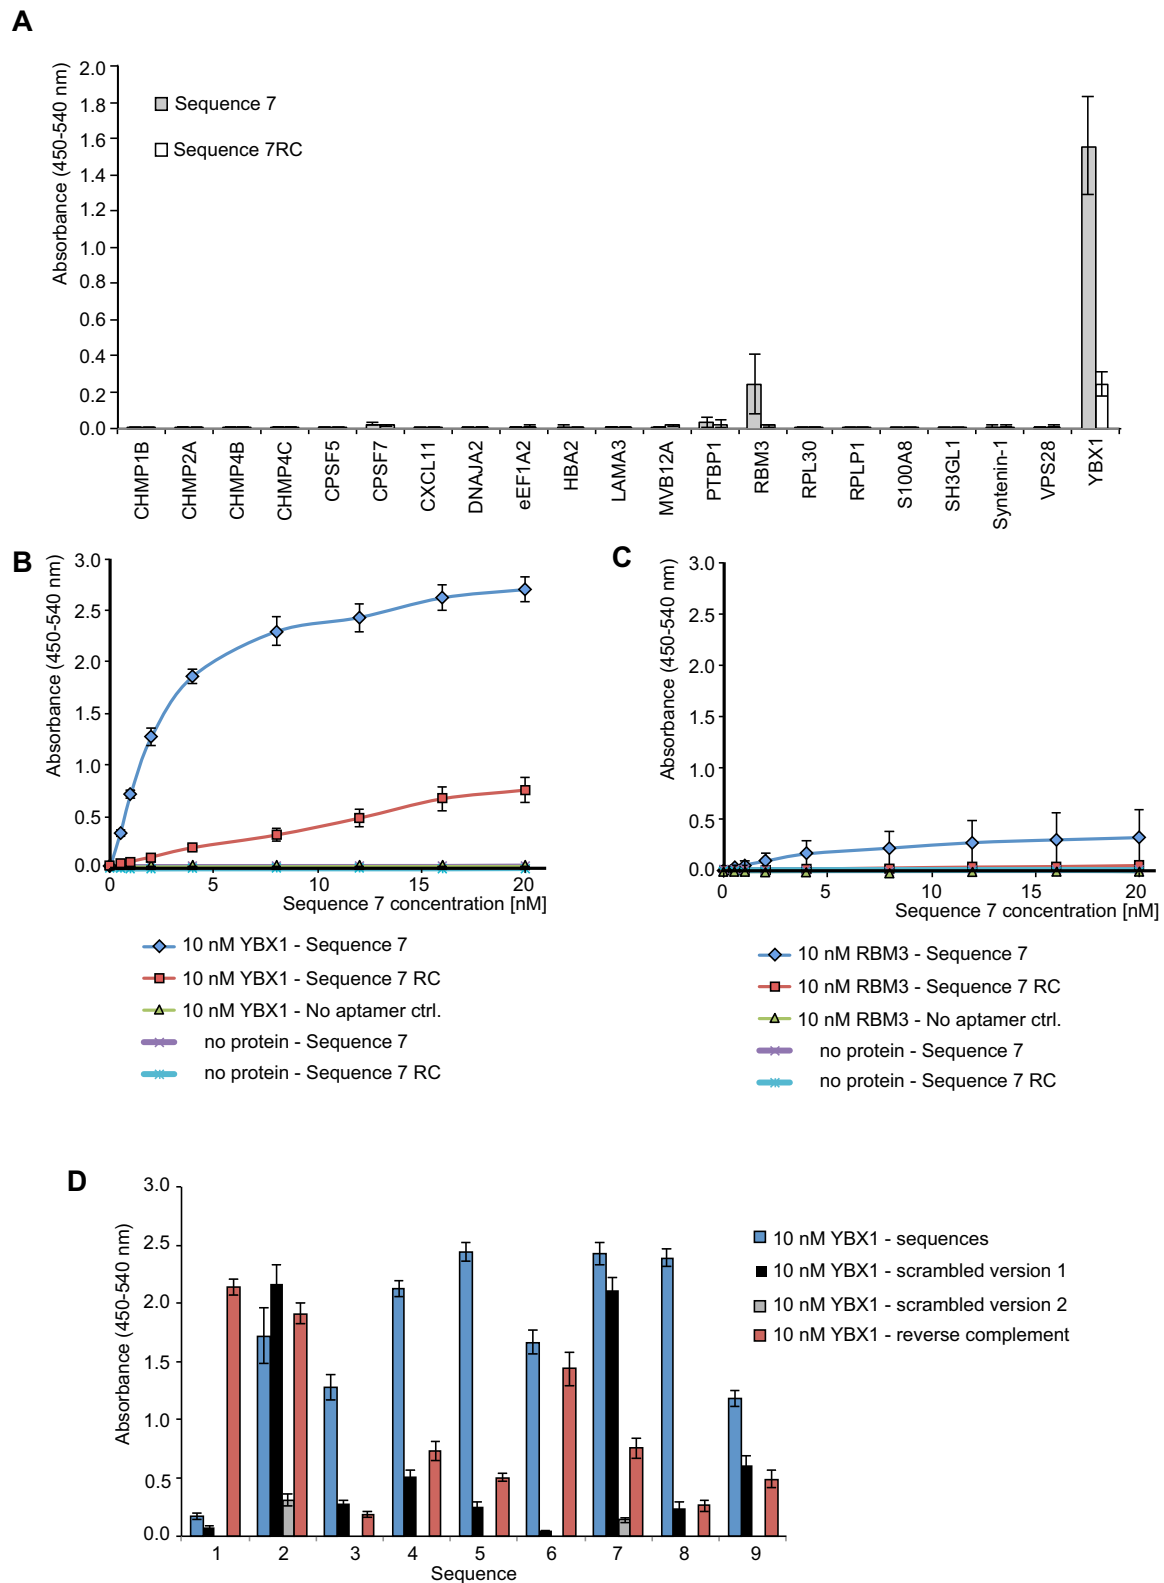 A
Absorbance (450-540 nm)
2.0
1.8
1.6
1.4
1.2
1.0
0.8
0.6
0.4
0.2
0.0
Sequence 7
Sequence 7RC
CHMP1B
CHMP2A
CHMP4B
CHMP4C
CPSF5
CPSF7
CXCL11
DNAJA2
eEF1A2
HBA2
LAMA3
MVB12A
PTBP1
RBM3
RPL30
RPLP1
S100A8
SH3GL1
Syntenin-1
VPS28
YBX1
B
Absorbance (450-540 nm)
3.0
2.5
2.0
1.5
1.0
0.5
0.0
0 5 10 15 20
Sequence 7 concentration [nM]
10 nM YBX1 - Sequence 7
10 nM YBX1 - Sequence 7 RC
10 nM YBX1 - No aptamer ctrl.
no protein - Sequence 7
no protein - Sequence 7 RC
C
Absorbance (450-540 nm)
3.0
2.5
2.0
1.5
1.0
0.5
0.0
0 5 10 15 20
Sequence 7 concentration [nM]
10 nM RBM3 - Sequence 7
10 nM RBM3 - Sequence 7 RC
10 nM RBM3 - No aptamer ctrl.
no protein - Sequence 7
no protein - Sequence 7 RC
D
Absorbance (450-540 nm)
3.0
2.5
2.0
1.5
1.0
0.5
0.0
1 2 3 4 5 6 7 8 9
Sequence
10 nM YBX1 - sequences
10 nM YBX1 - scrambled version 1
10 nM YBX1 - scrambled version 2
10 nM YBX1 - reverse complement